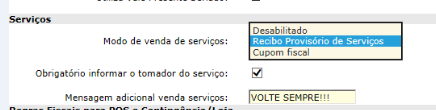 Serviços
Modo de venda de serviços:
Desabilitado
Recibo Provisório de Serviços
Cupom fiscal
Obrigatório informar o tomador do serviço:
Mensagem adicional venda serviços: VOLTE SEMPRE!!!